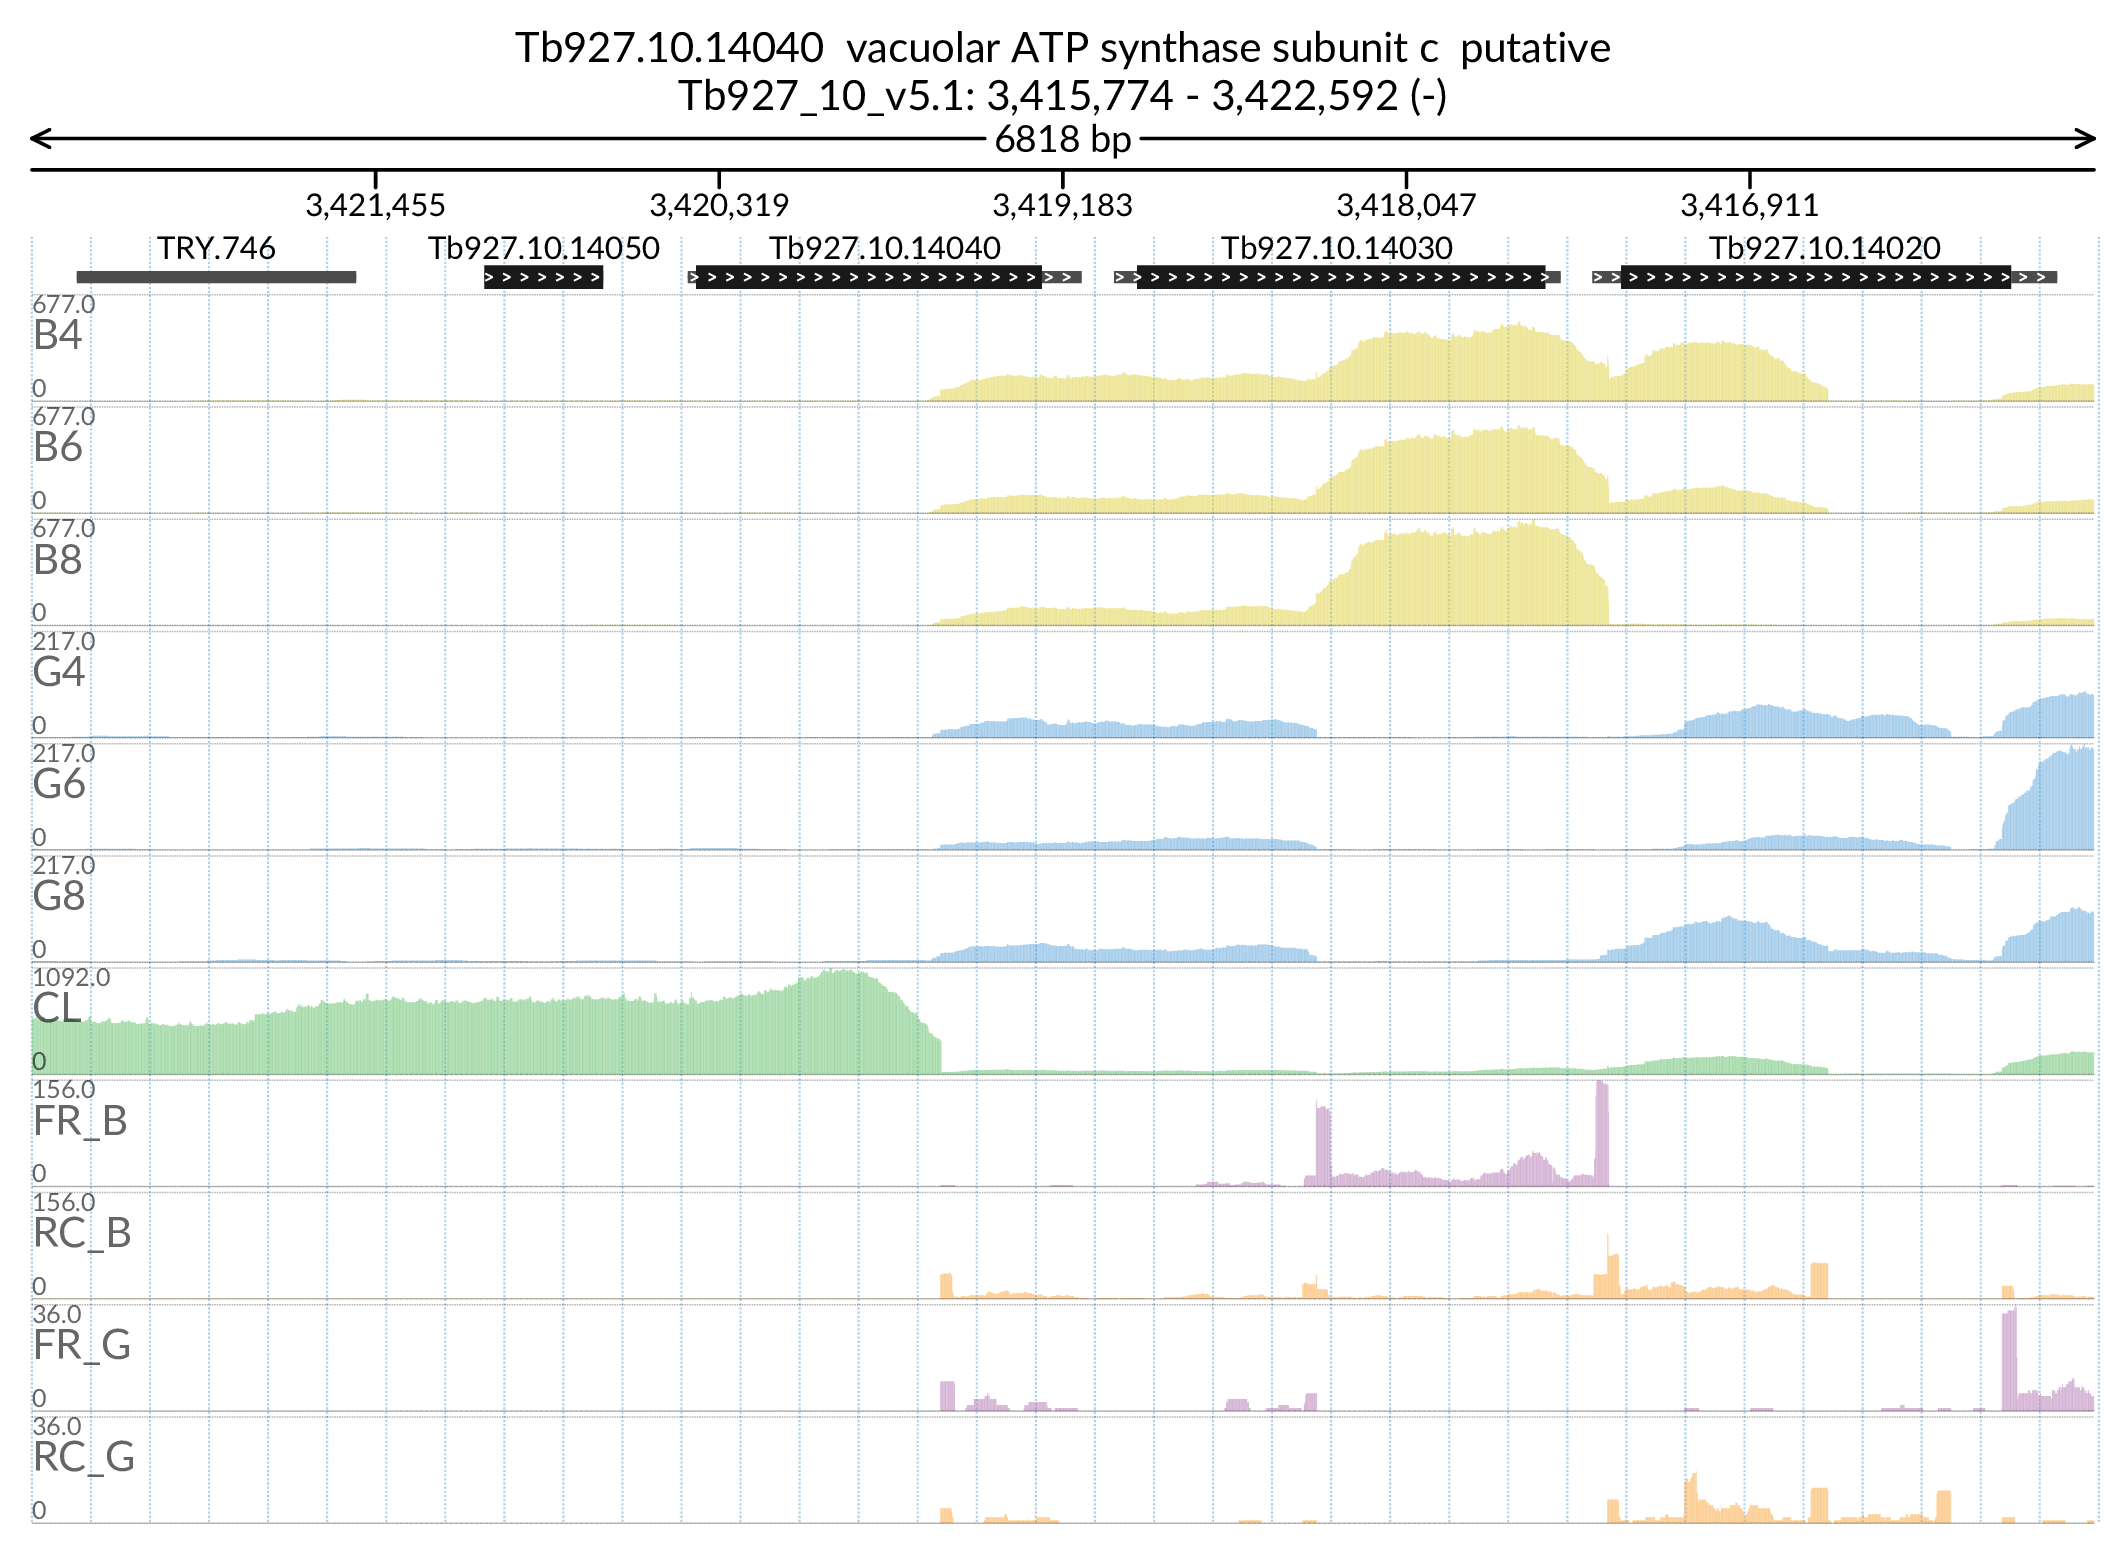 Tb927.10.14040  vacuolar ATP synthase subunit c  putative
Tb927_10_v5.1: 3,415,774 - 3,422,592 (-)
6818 bp
3,421,455 3,420,319 3,419,183 3,418,047 3,416,911
TRY.746 Tb927.10.14050 Tb927.10.14040 Tb927.10.14030 Tb927.10.14020
677.0
B4
0
677.0
B6
0
677.0
B8
0
217.0
G4
0
217.0
G6
0
217.0
G8
0
1092.0
CL
0
156.0
FR_B
0
156.0
RC_B
0
36.0
FR_G
0
36.0
RC_G
0